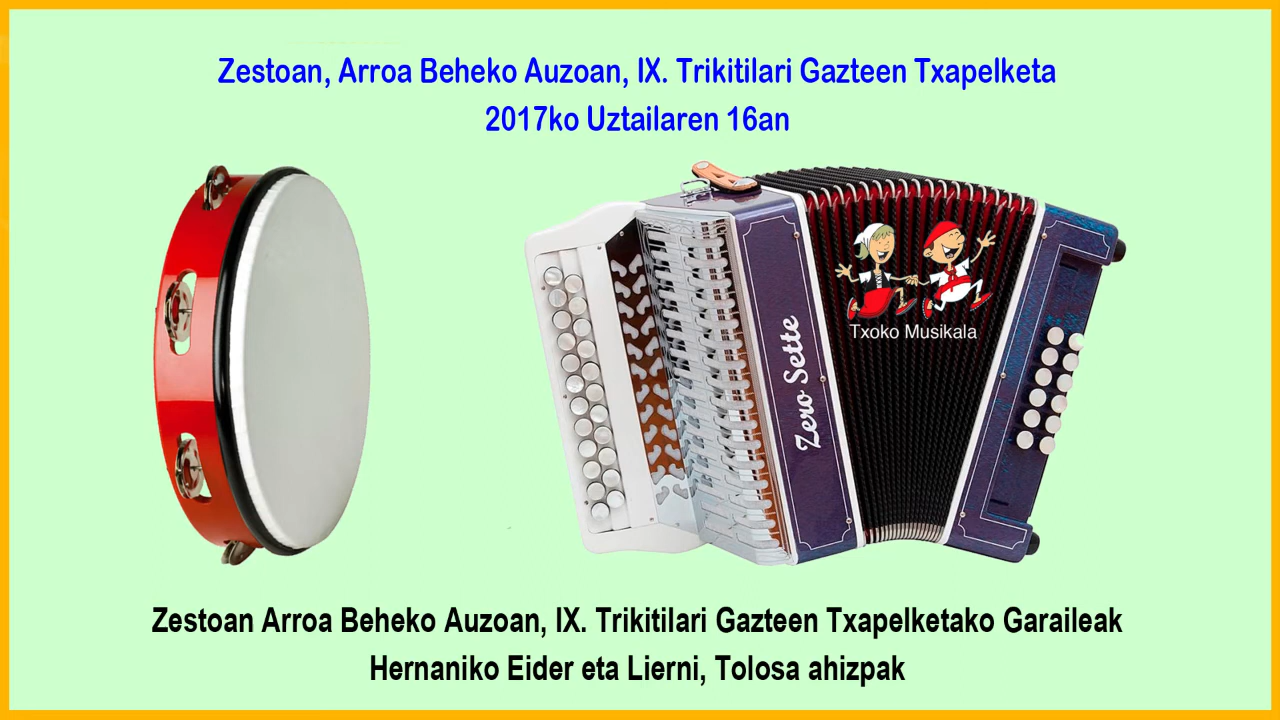 Zestoan, Arroa Beheko Auzoan, IX. Trikitilari Gazteen Txapelketa
2017ko Uztailaren 16an
Txoko Musikala
Zero Sette
Zestoan Arroa Beheko Auzoan, IX. Trikitilari Gazteen Txapelketako Garaileak
Hernaniko Eider eta Lierni, Tolosa ahizpak